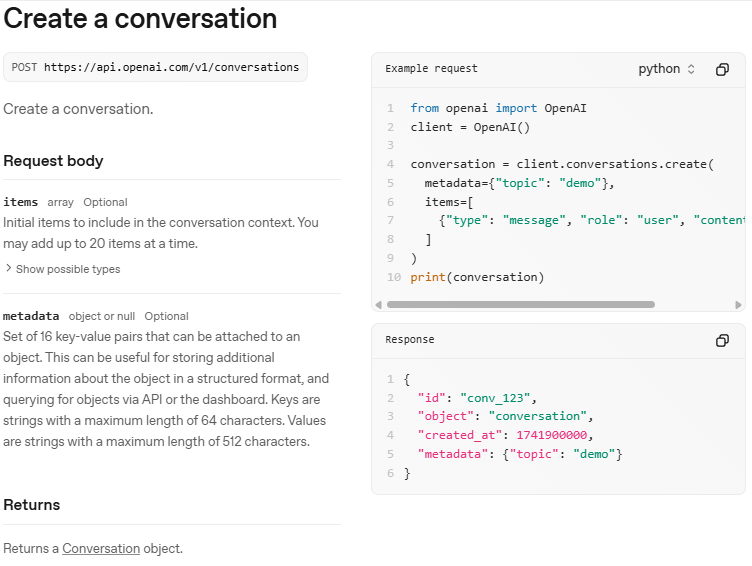 Create a conversation
POST https://api.openai.com/v1/conversations
Create a conversation.
Request body
items array Optional
Initial items to include in the conversation context. You
may add up to 20 items at a time.
Show possible types
metadata object or null Optional
Set of 16 key-value pairs that can be attached to an
object. This can be useful for storing additional
information about the object in a structured format, and
querying for objects via API or the dashboard. Keys are
strings with a maximum length of 64 characters. Values
are strings with a maximum length of 512 characters.
Returns
Returns a Conversation object.
Example request
python
1 from openai import OpenAI
2 client = OpenAI()
3
4 conversation = client.conversations.create(
5   metadata={"topic": "demo"},
6   items=[
7     {"type": "message", "role": "user", "content
8   ]
9 )
10 print(conversation)
Response
1 {
2   "id": "conv_123",
3   "object": "conversation",
4   "created_at": 1741900000,
5   "metadata": {"topic": "demo"}
6 }